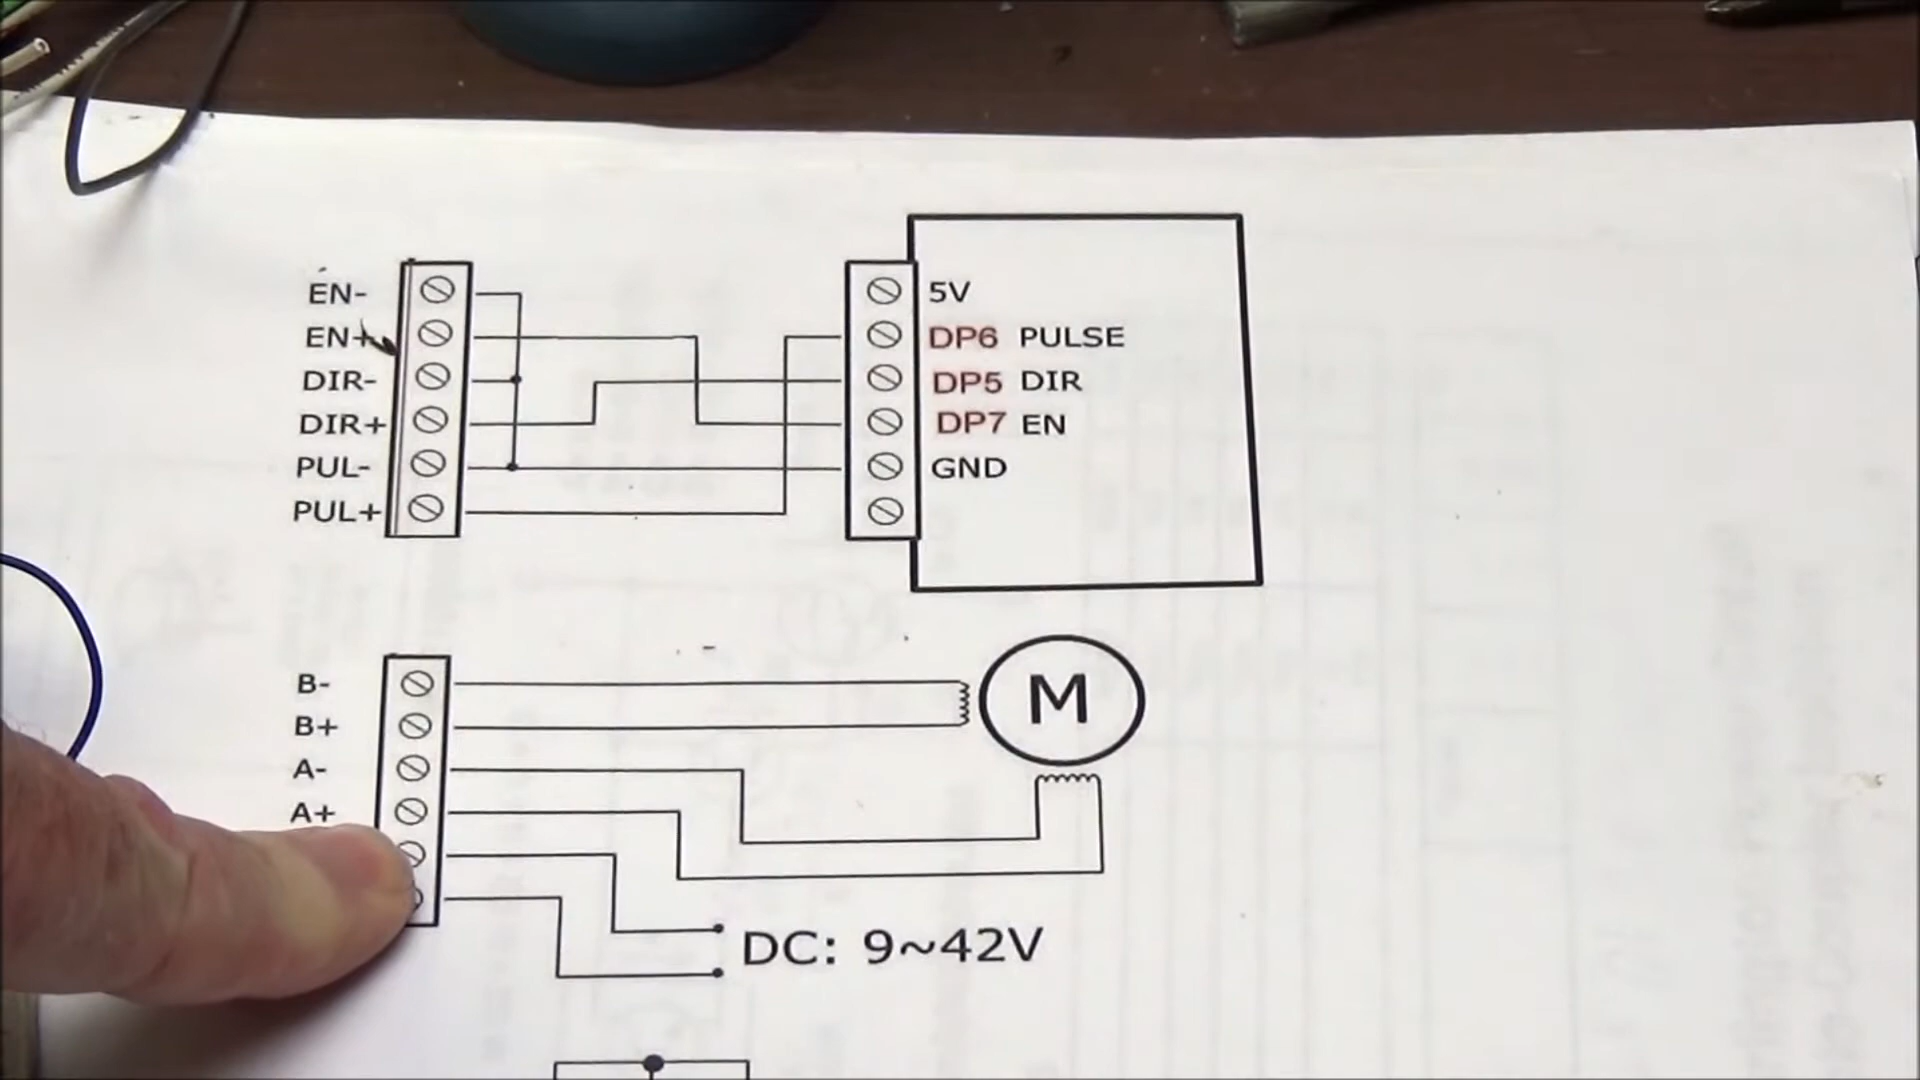 EN-
EN+
DIR-
DIR+
PUL-
PUL+
5V
DP6 PULSE
DP5 DIR
DP7 EN
GND
B-
B+
A-
A+
M
DC: 9~42V